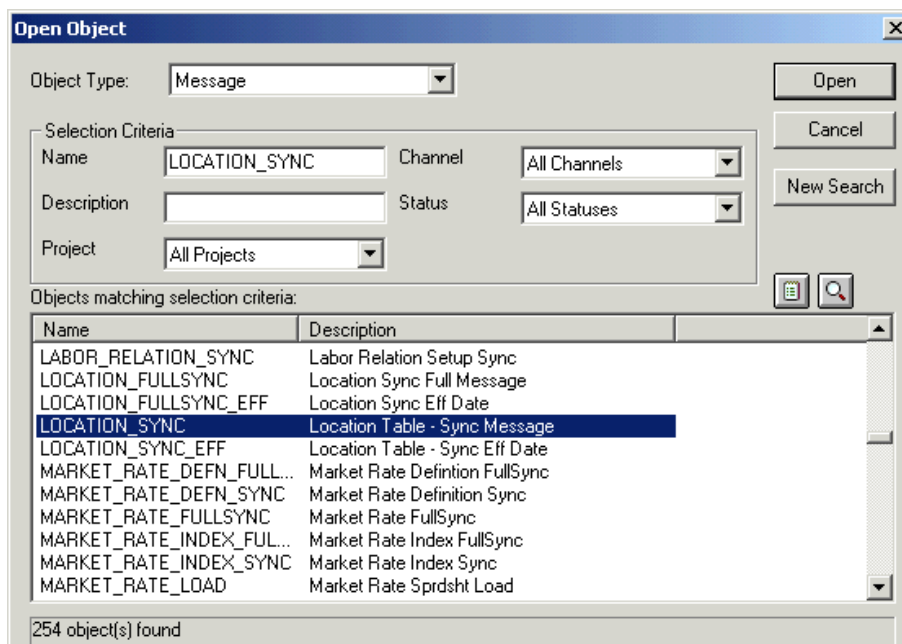 Open Object
Object Type: Message
Open
Selection Criteria
Cancel
Name LOCATION_SYNC Channel All Channels
New Search
Description Status All Statuses
Project All Projects
Objects matching selection criteria:
Name Description
LABOR_RELATION_SYNC Labor Relation Setup Sync
LOCATION_FULLSYNC Location Sync Full Message
LOCATION_FULLSYNC_EFF Location Sync Eff Date
LOCATION_SYNC Location Table - Sync Message
LOCATION_SYNC_EFF Location Table - Sync Eff Date
MARKET_RATE_DEFN_FULL... Market Rate Defintion FullSync
MARKET_RATE_DEFN_SYNC Market Rate Definition Sync
MARKET_RATE_FULLSYNC Market Rate FullSync
MARKET_RATE_INDEX_FUL... Market Rate Index FullSync
MARKET_RATE_INDEX_SYNC Market Rate Index Sync
MARKET_RATE_LOAD Market Rate Sprdsht Load
254 object(s) found